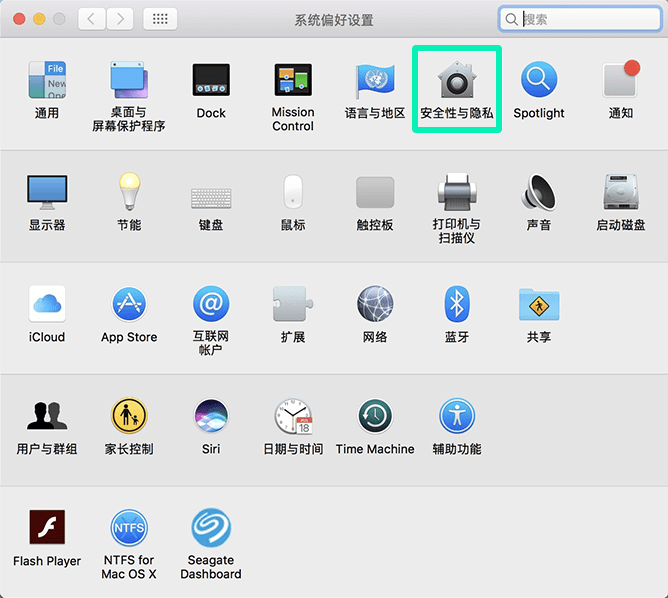 系统偏好设置
搜索
File
New
通用
桌面与
屏幕保护程序
Dock
Mission
Control
语言与地区
安全性与隐私
Spotlight
通知
显示器
节能
键盘
鼠标
触控板
打印机与
扫描仪
声音
启动磁盘
iCloud
App Store
互联网
帐户
扩展
网络
蓝牙
共享
用户与群组
家长控制
Siri
18
日期与时间
Time Machine
辅助功能
NTFS
Flash Player
NTFS for
Mac OS X
Seagate
Dashboard